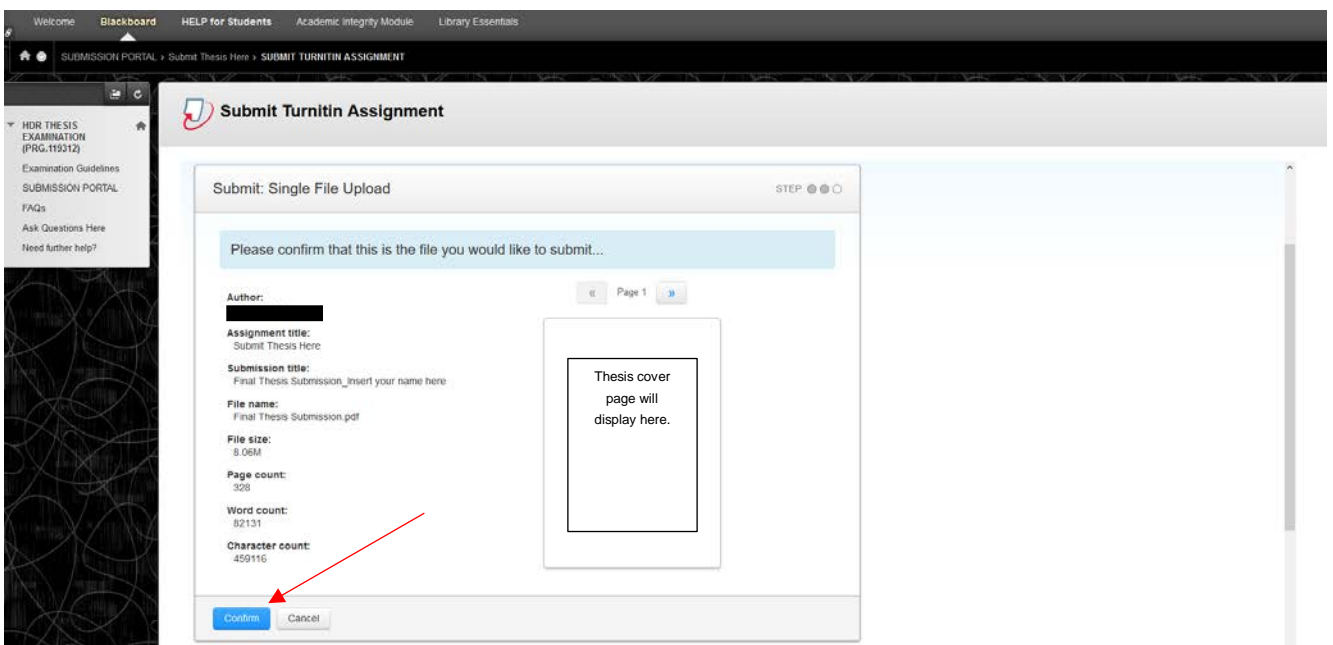 Welcome Blackboard HELP for Students Academic Integrity Module Library Essentials
SUBMISSION PORTAL > Submit Thesis Here > SUBMIT TURNITIN ASSIGNMENT
HDR THESIS
EXAMINATION
(PRG.119312)
Examination Guidelines
SUBMISSION PORTAL
FAQs
Ask Questions Here
Need further help?
Submit Turnitin Assignment
Submit: Single File Upload STEP
Please confirm that this is the file you would like to submit...
« Page 1 »
Author:
Assignment title:
Submit Thesis Here
Submission title:
Final Thesis Submission_Insert your name here
File name:
Final Thesis Submission.pdf
File size:
8.06M
Page count:
328
Word count:
82131
Character count:
459116
Thesis cover
page will
display here.
Confirm Cancel